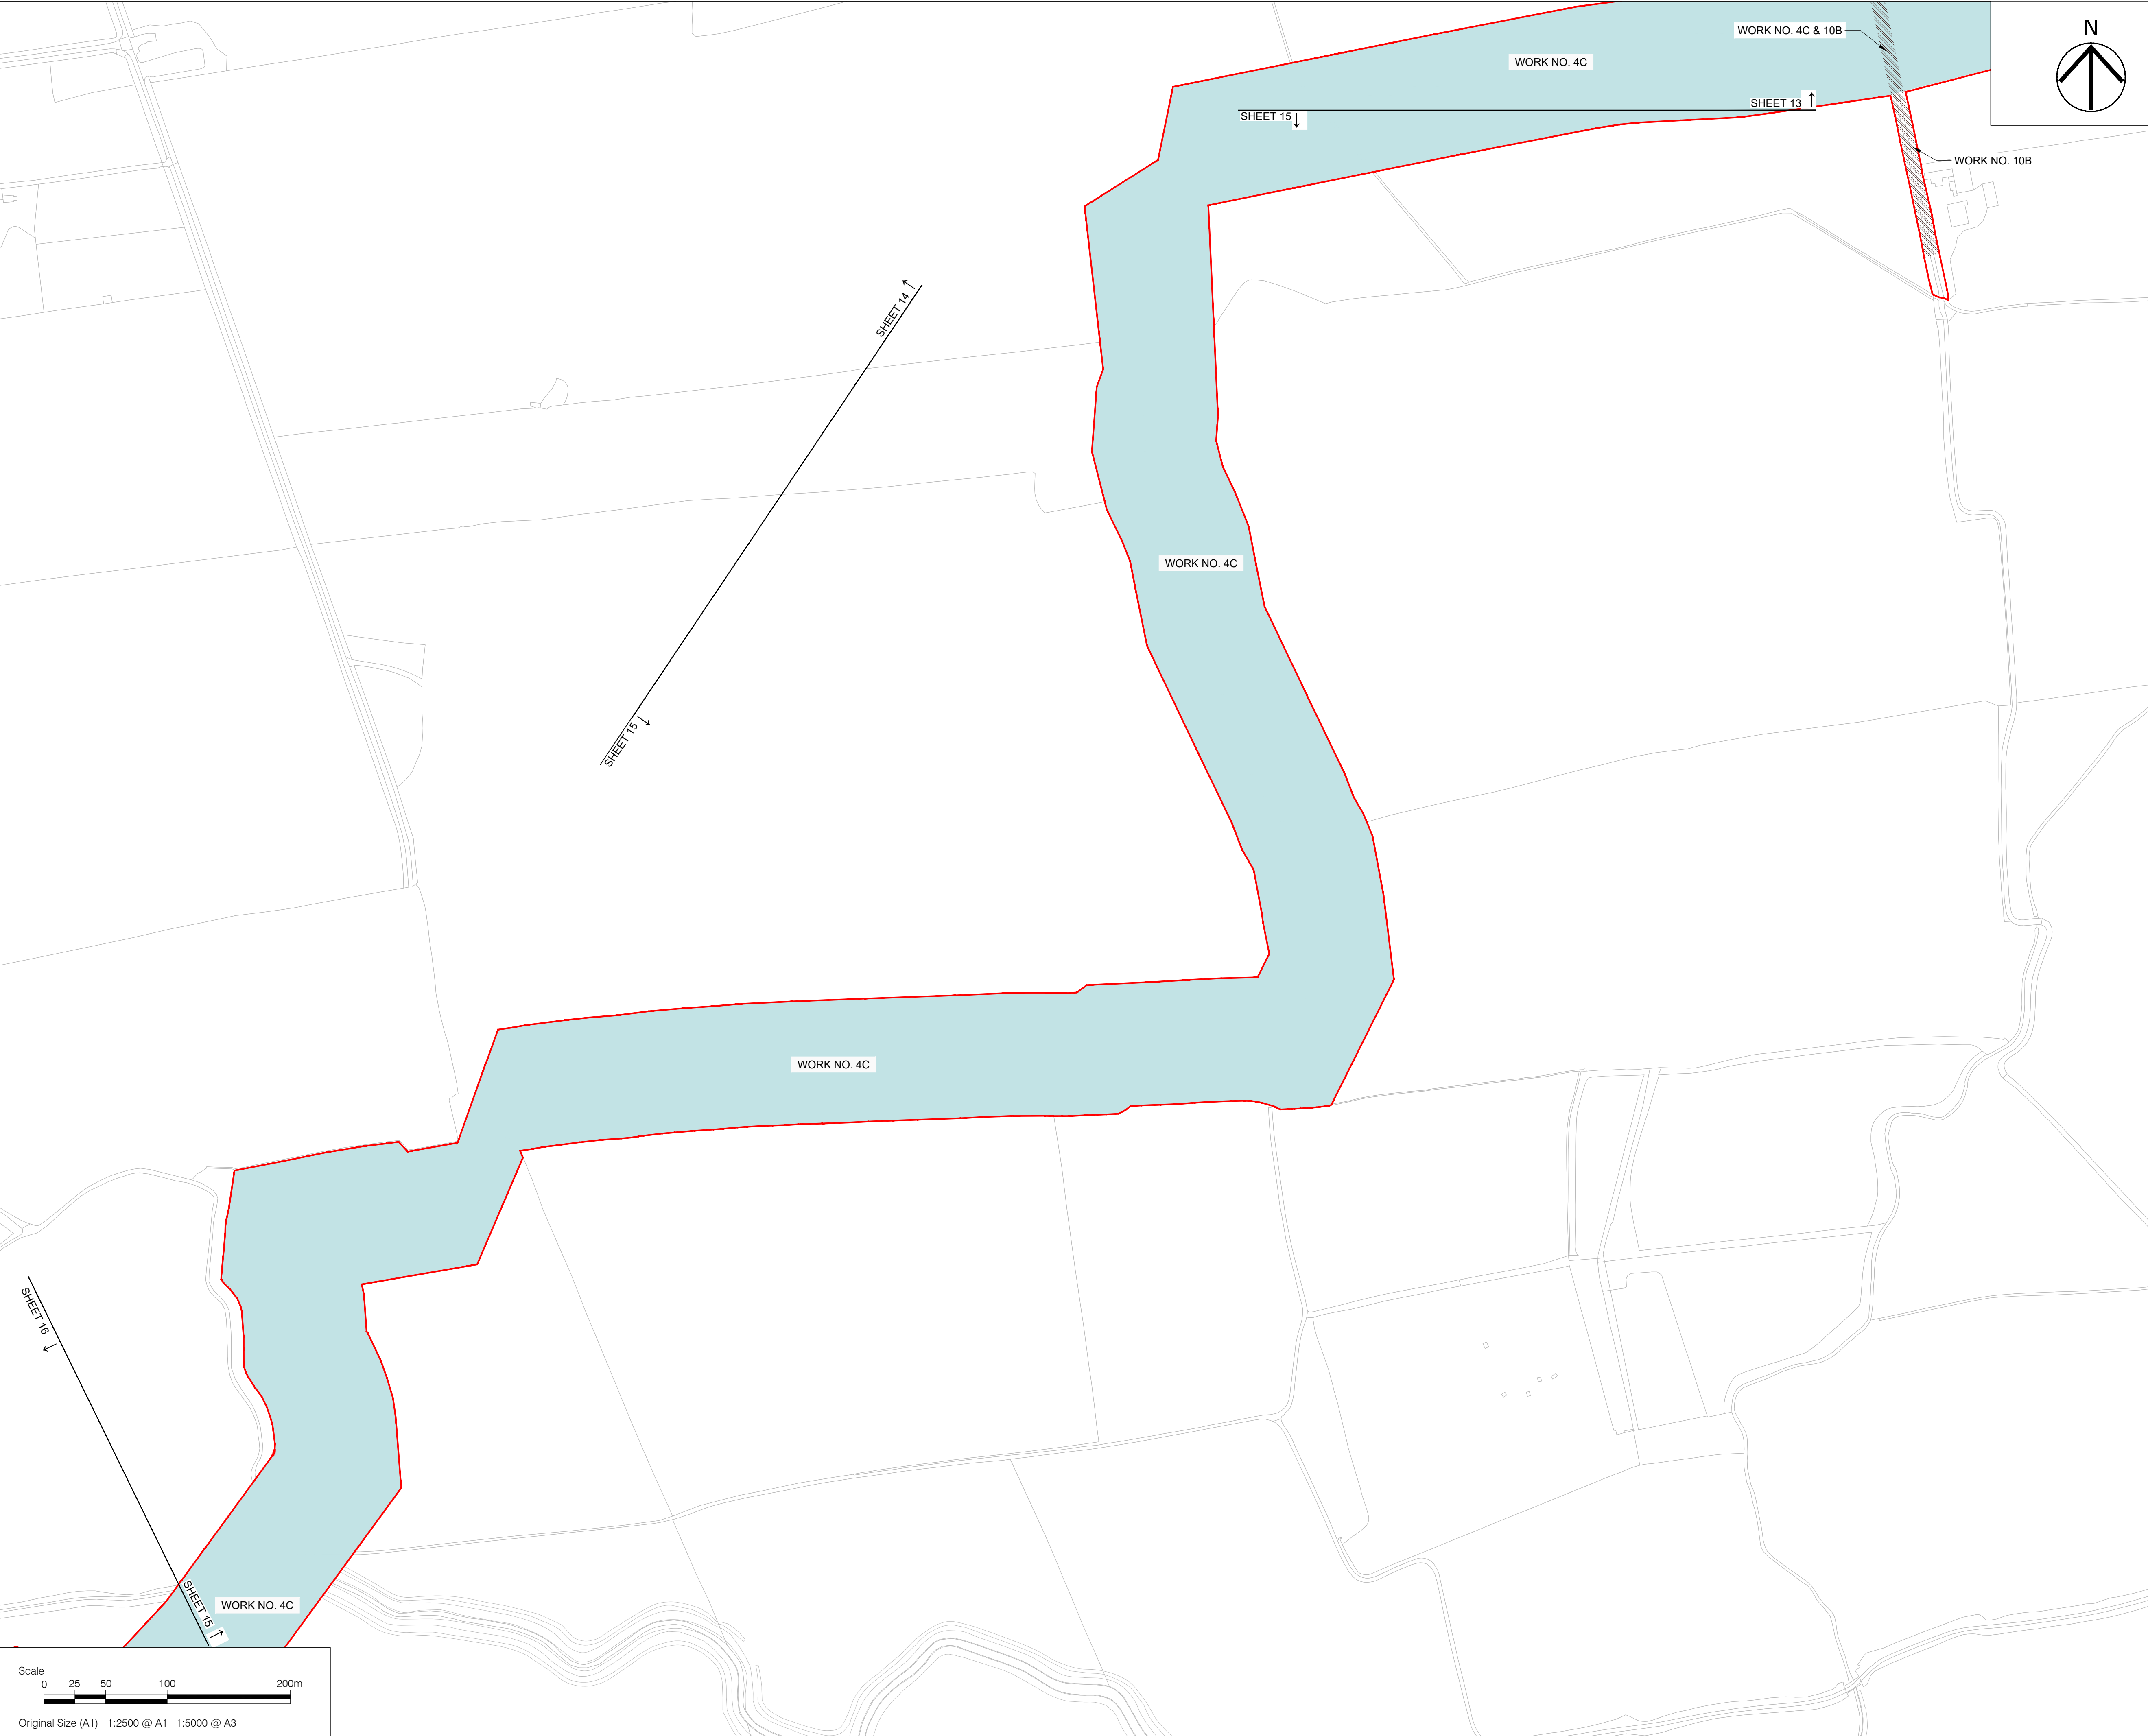 WORK NO. 4C & 10B
N
WORK NO. 4C
SHEET 13
SHEET 15
WORK NO. 10B
SHEET 14
WORK NO. 4C
SHEET 15
WORK NO. 4C
SHEET 16
SHEET 15
WORK NO. 4C
Scale
0 25 50 100 200m
Original Size (A1) 1:2500 @ A1 1:5000 @ A3